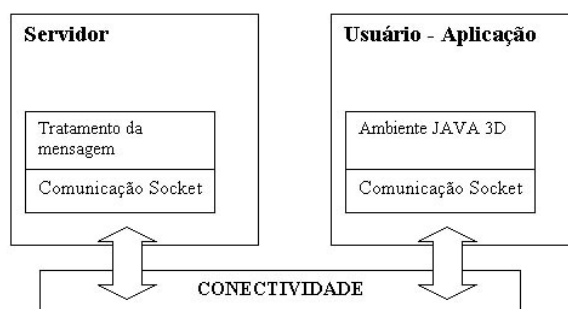 Servidor
Tratamento da
mensagem
Comunicação Socket
Usuário - Aplicação
Ambiente JAVA 3D
Comunicação Socket
CONECTIVIDADE